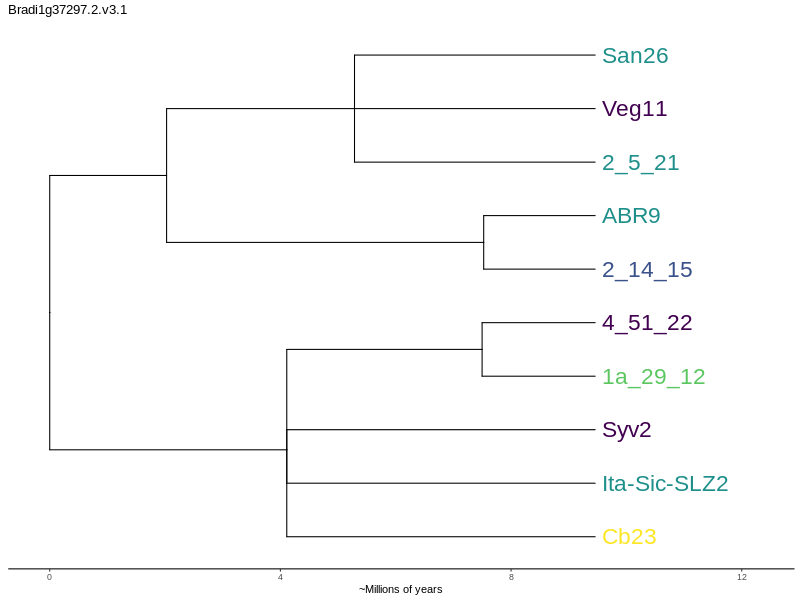 Bradi1g37297.2.v3.1
San26
Veg11
2_5_21
ABR9
2_14_15
4_51_22
1a_29_12
Syv2
Ita-Sic-SLZ2
Cb23
0 4 8 12
~Millions of years